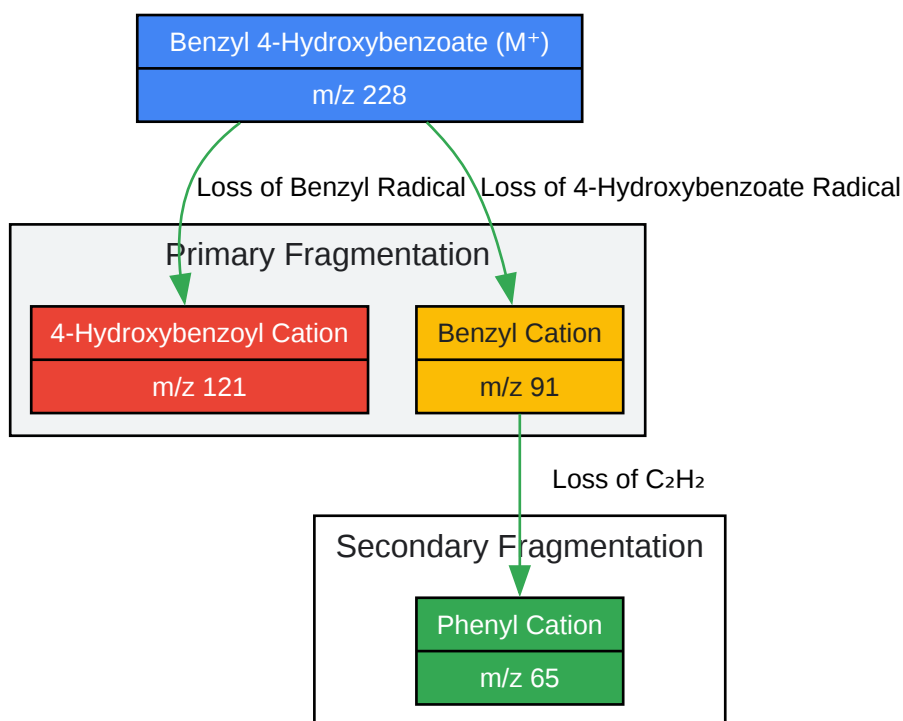 Benzyl 4-Hydroxybenzoate (M⁺)
m/z 228
Loss of Benzyl Radical
Loss of 4-Hydroxybenzoate Radical
Primary Fragmentation
4-Hydroxybenzoyl Cation
m/z 121
Benzyl Cation
m/z 91
Loss of C₂H₂
Secondary Fragmentation
Phenyl Cation
m/z 65